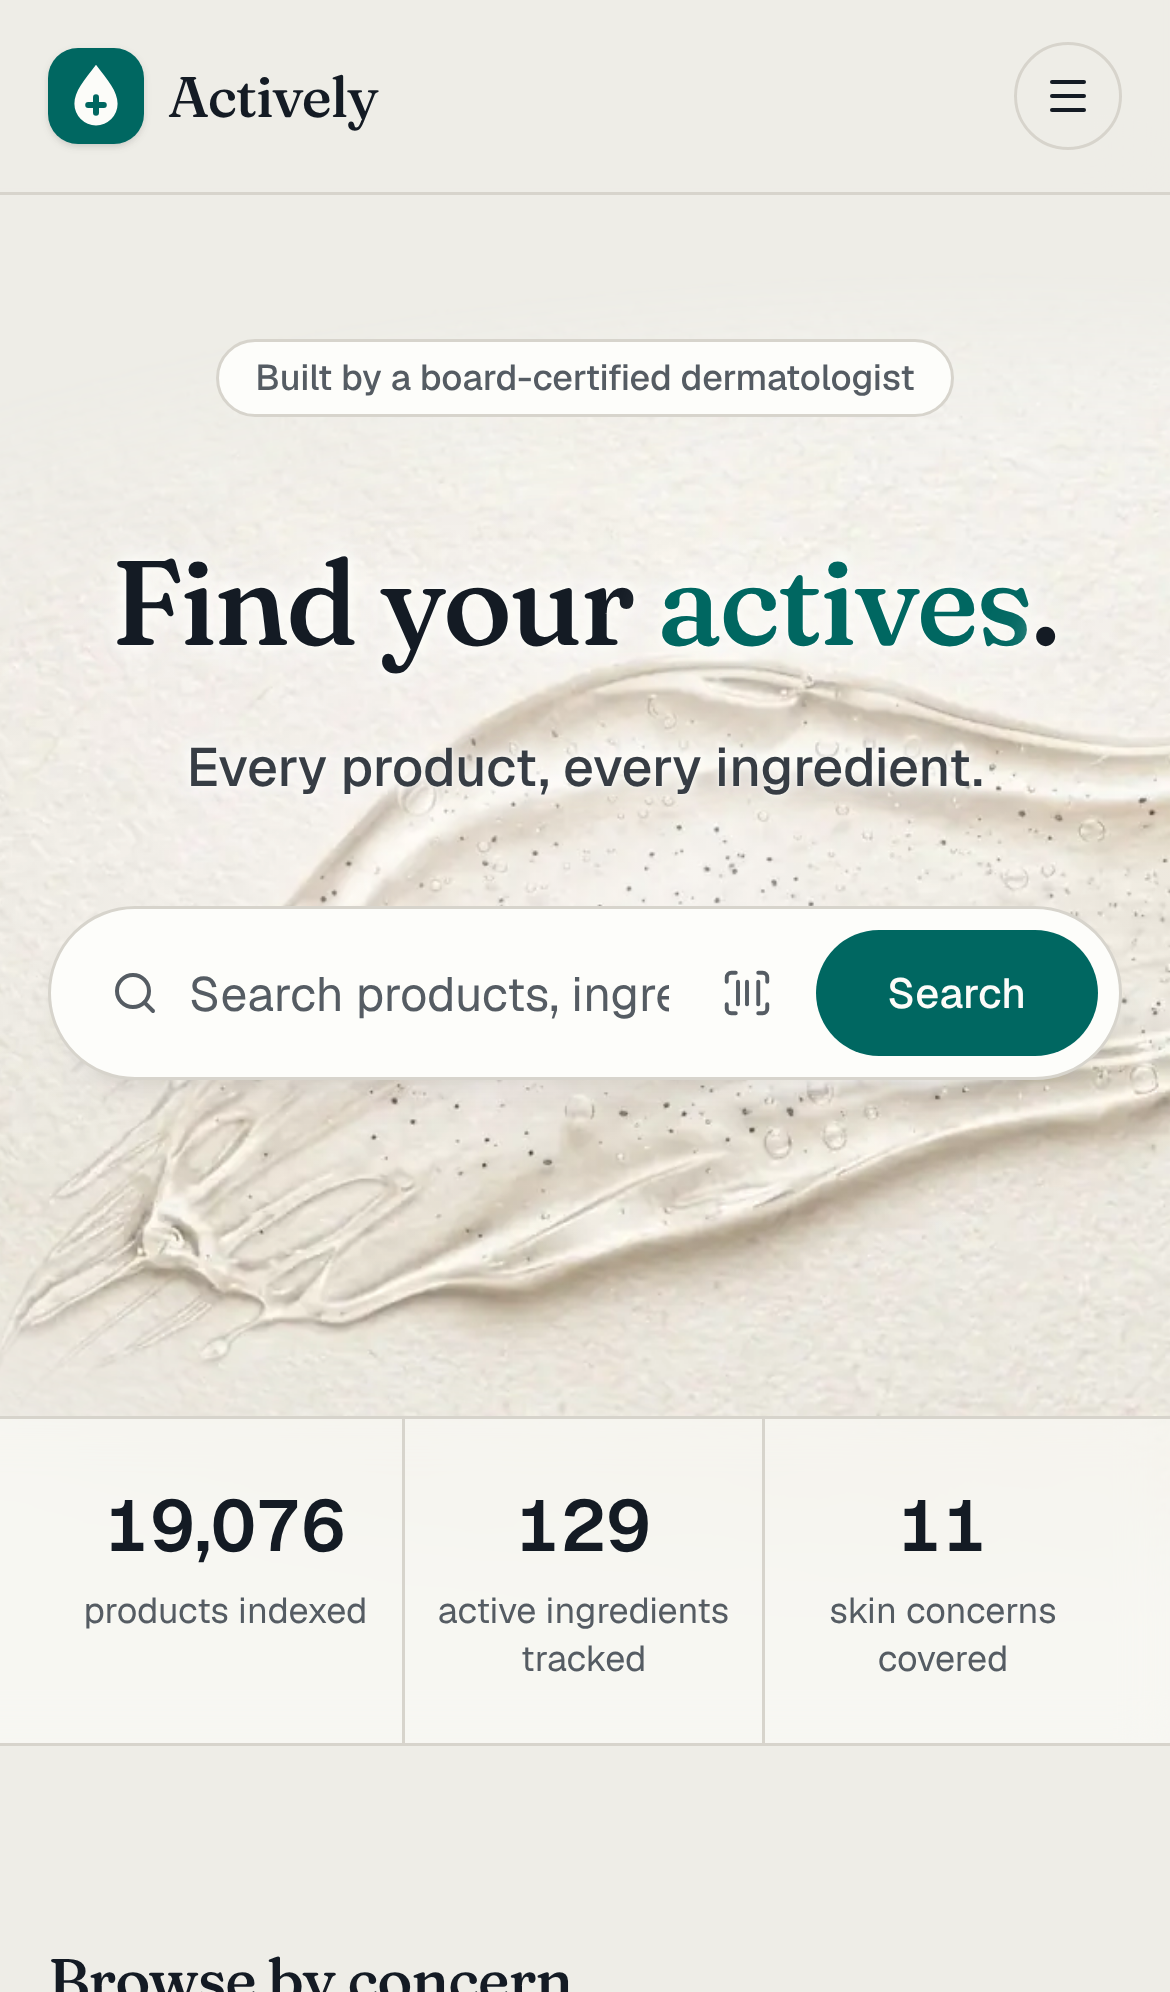 Actively
Built by a board-certified dermatologist
Find your actives.
Every product, every ingredient.
Search products, ingre
Search
19,076
products indexed
129
active ingredients
tracked
11
skin concerns
covered
Browse by concern